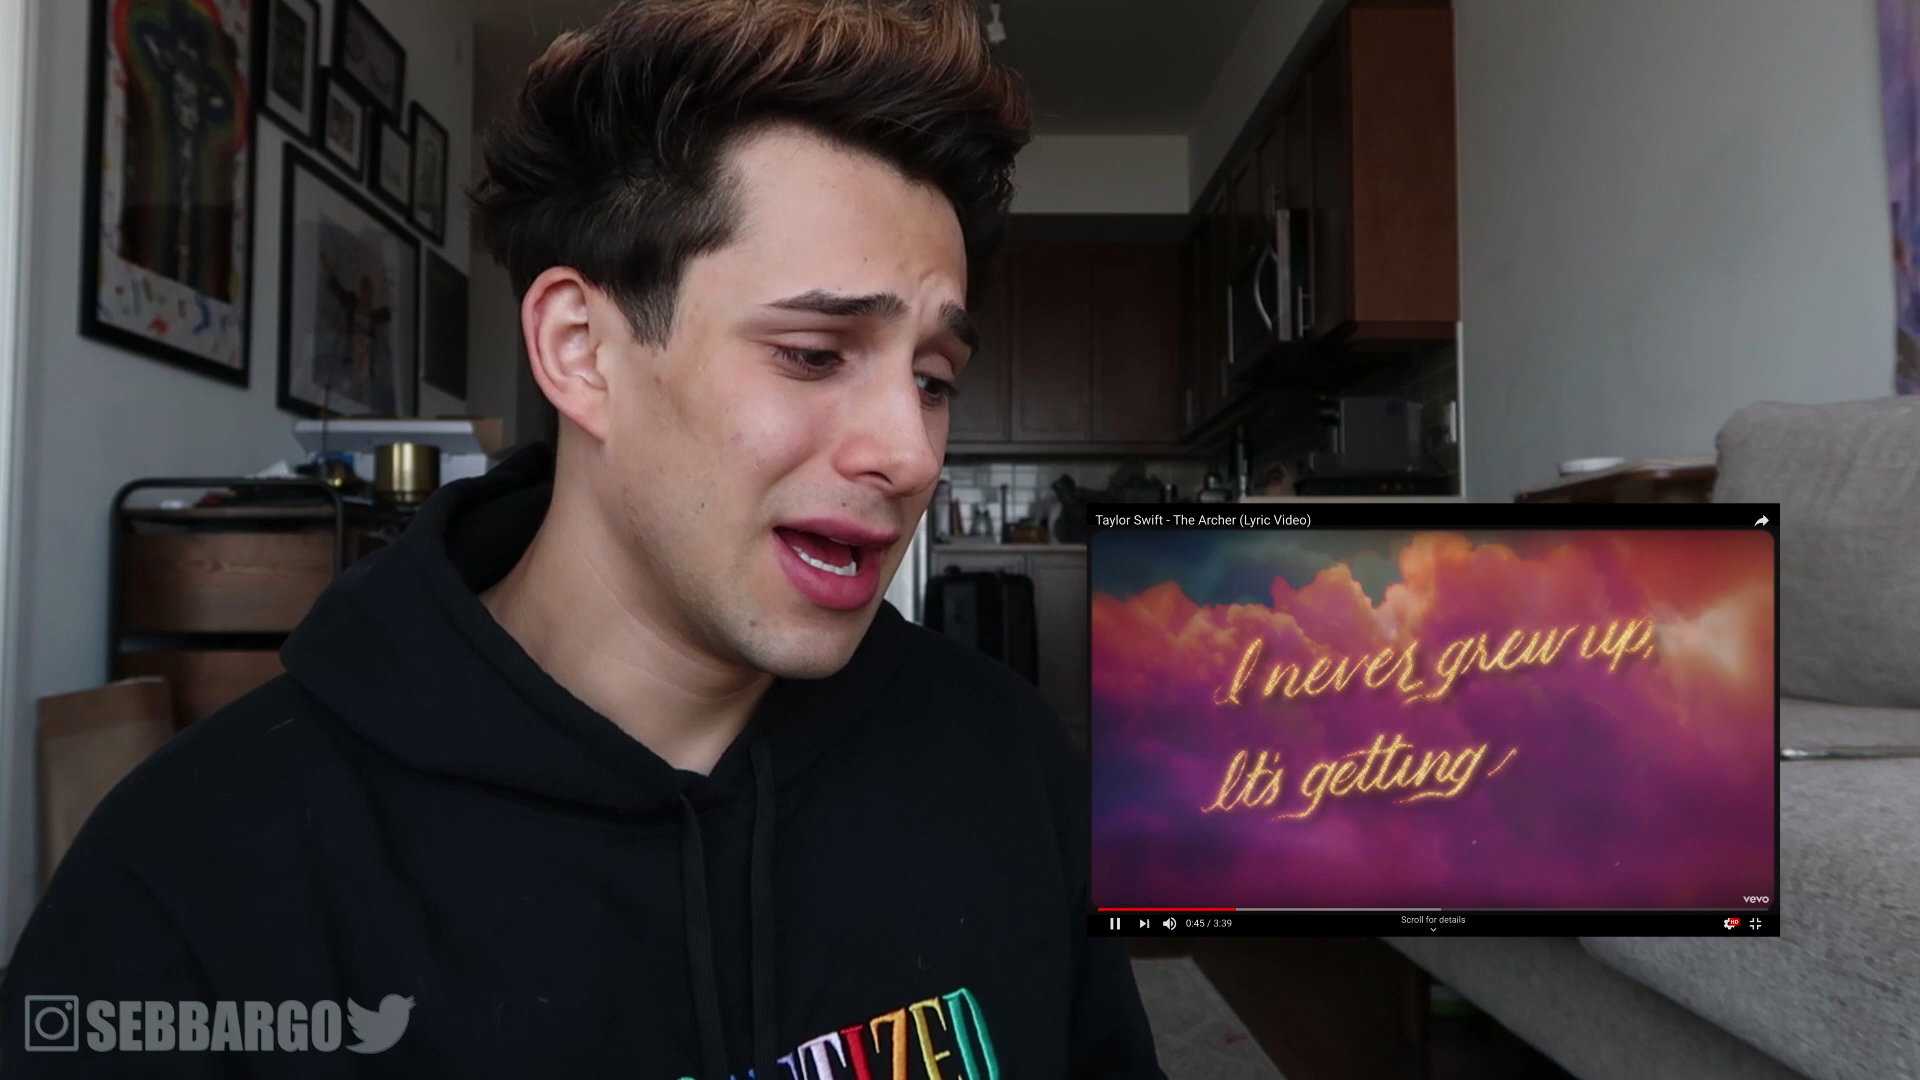 Taylor Swift - The Archer (Lyric Video)
I never grew up,
It's getting
vevo
0:45 / 3:39
Scroll for details
HD
SEBBARGO